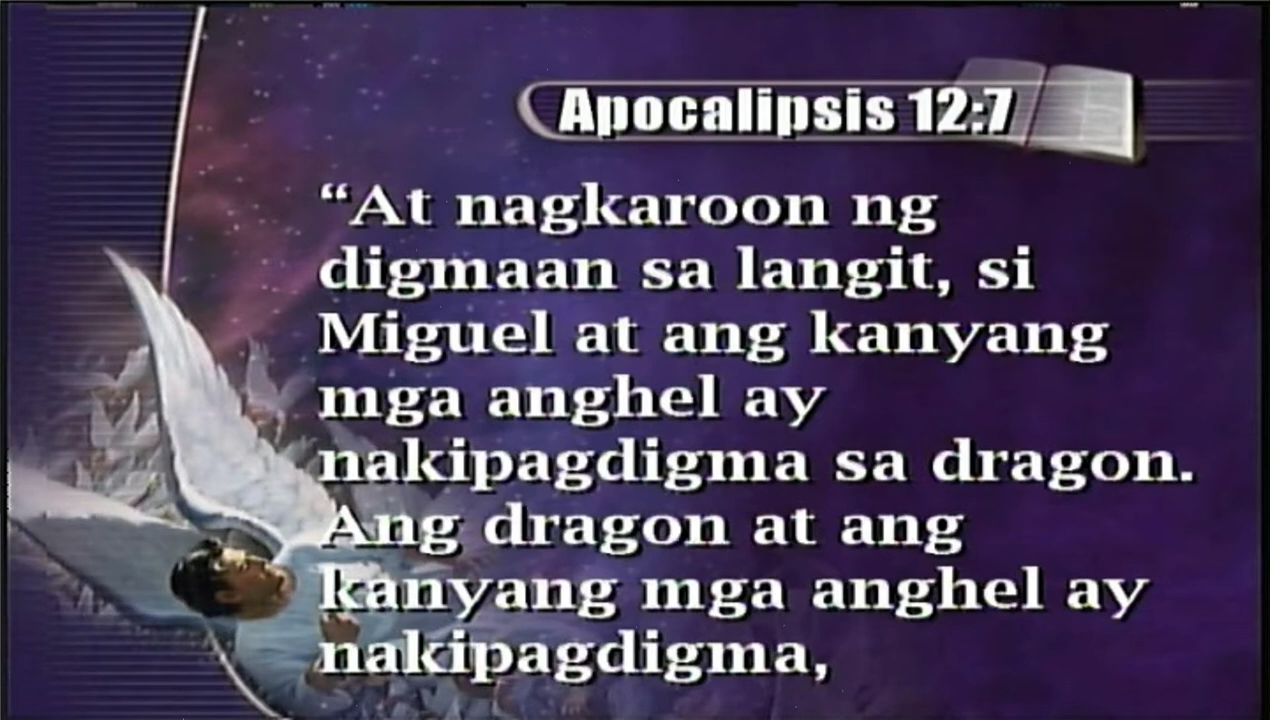 Apocalipsis 12:7
“At nagkaroon ng
digmaan sa langit, si
Miguel at ang kanyang
mga anghel ay
nakipagdigma sa dragon.
Ang dragon at ang
kanyang mga anghel ay
nakipagdigma,